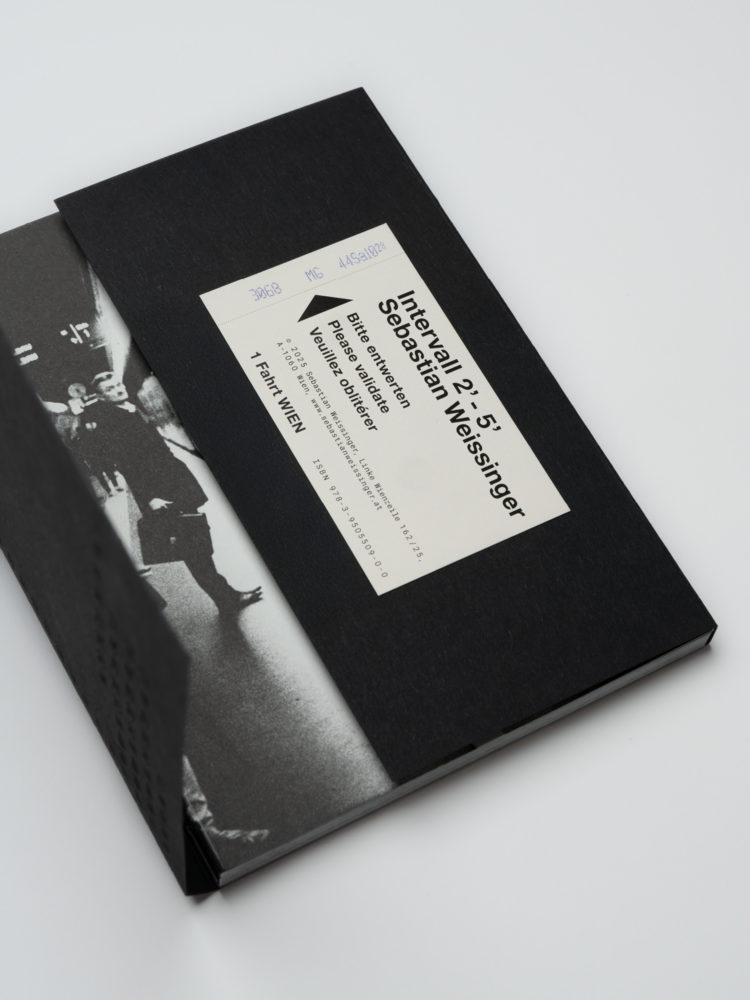 3068 MG 445a1020
Intervall 2’ - 5’
Sebastian Weissinger
Bitte entwerten
Please validate
Veuillez oblitérer
© 2025 Sebastian Weissinger, Linke Wienzeile 162/25,
A-1060 Wien, www.sebastianweissinger.at
1 Fahrt WIEN
ISBN 978-3-9505509-0-0